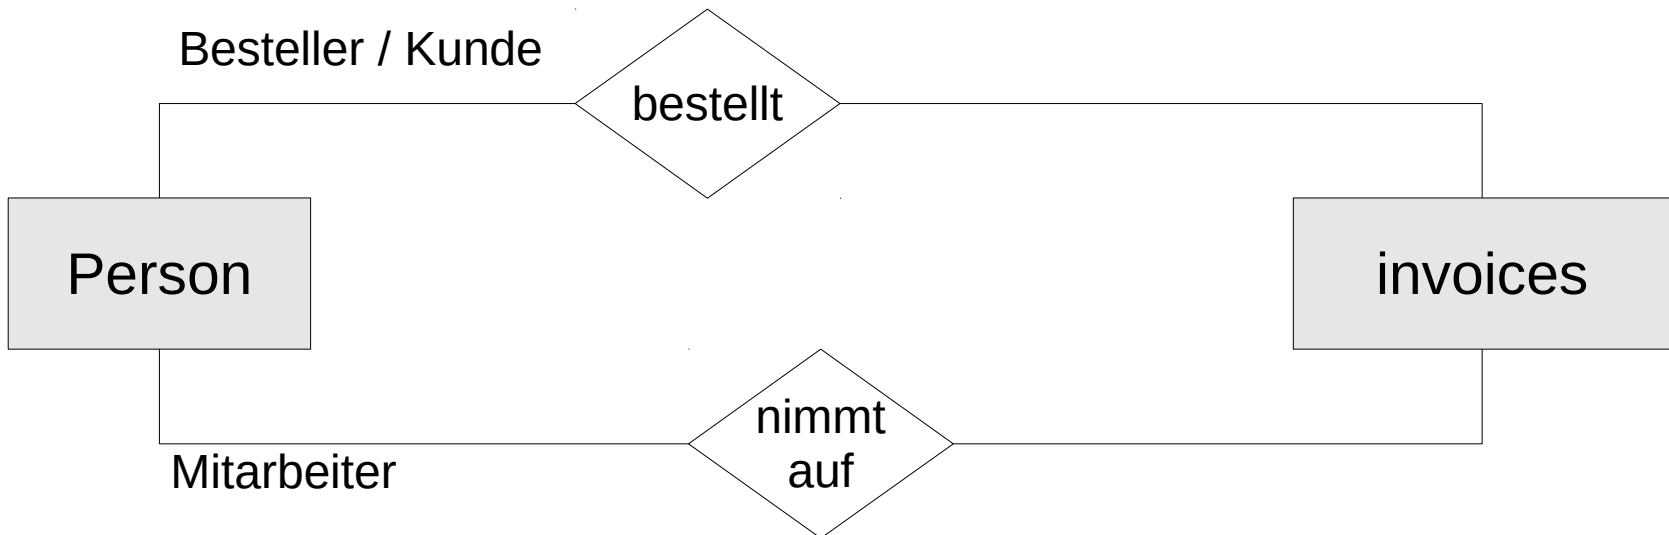 Besteller / Kunde
bestellt
Person
invoices
nimmt
auf
Mitarbeiter